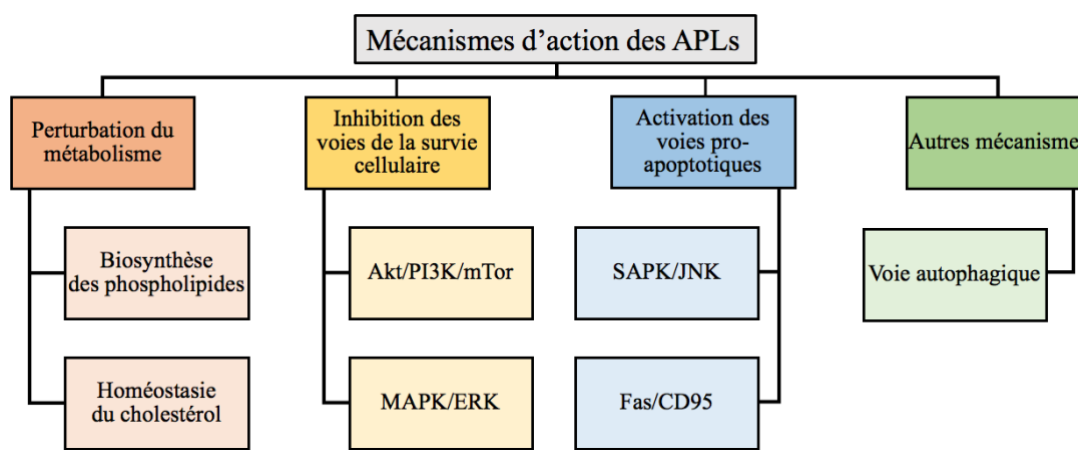 Mécanismes d'action des APLs
Perturbation du
métabolisme
Inhibition des
voies de la survie
cellulaire
Activation des
voies pro-
apoptotiques
Autres mécanisme
Biosynthèse
des phospholipides
Akt/PI3K/mTor
SAPK/JNK
Voie autophagique
Homéostasie
du cholestérol
MAPK/ERK
Fas/CD95